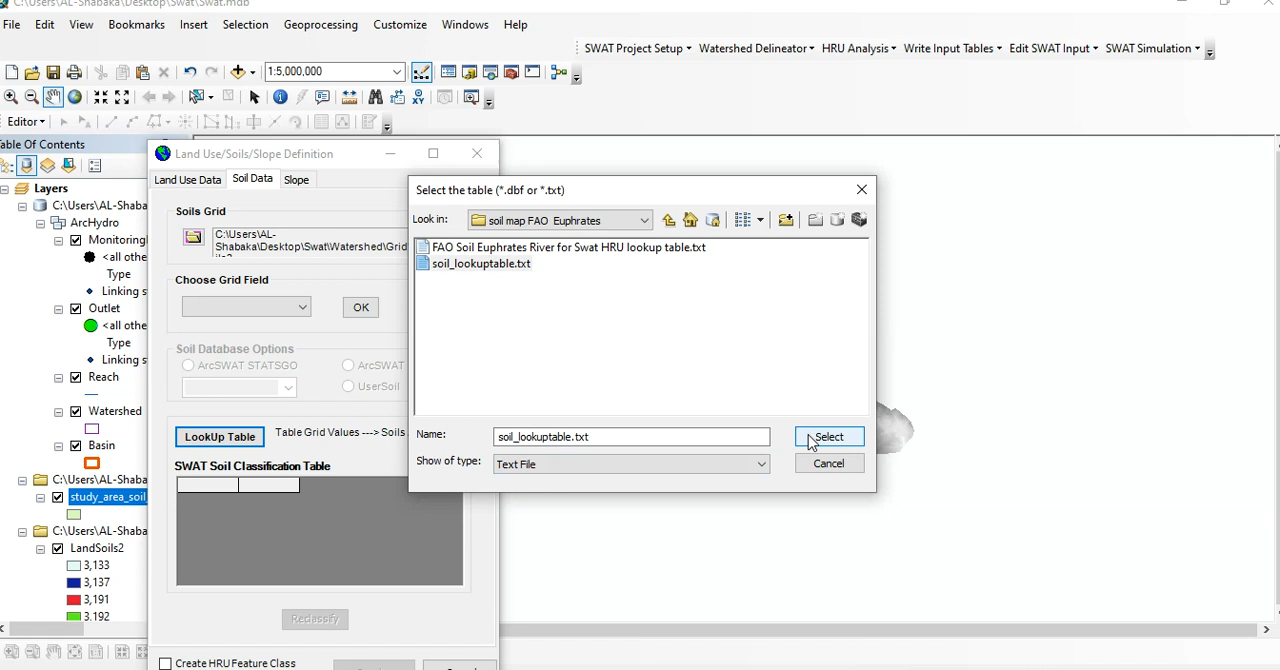 C:\Users\AL-Shabaka\Desktop\Swat\Swat.mdb
File Edit View Bookmarks Insert Selection Geoprocessing Customize Windows Help
SWAT Project Setup Watershed Delineator HRU Analysis Write Input Tables Edit SWAT Input SWAT Simulation
1:5,000,000
Editor
able Of Contents
Layers
C:\Users\AL-Shaba
ArcHydro
Monitoring
<all othe
Type
Linking s
Outlet
<all othe
Type
Linking s
Reach
Watershed
Basin
C:\Users\AL-Shaba
study_area_soil
C:\Users\AL-Shaba
LandSoils2
3,133
3,137
3,191
3,192
Land Use/Soils/Slope Definition
Land Use Data Soil Data Slope
Soils Grid
C:\Users\AL-
Shabaka\Desktop\Swat\Watershed\Grid
Choose Grid Field
OK
Soil Database Options
ArcSWAT STATSGO ArcSWAT
UserSoil
LookUp Table Table Grid Values ---> Soils
SWAT Soil Classification Table
Reclassify
Create HRU Feature Class
Select the table (*.dbf or *.txt)
Look in: soil map FAO Euphrates
FAO Soil Euphrates River for Swat HRU lookup table.txt
soil_lookuptable.txt
Name: soil_lookuptable.txt Select
Show of type: Text File Cancel